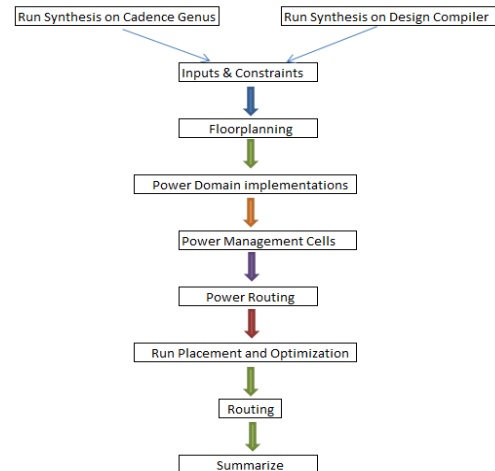 Run Synthesis on Cadence Genus
Run Synthesis on Design Compiler
Inputs & Constraints
Floorplanning
Power Domain implementations
Power Management Cells
Power Routing
Run Placement and Optimization
Routing
Summarize